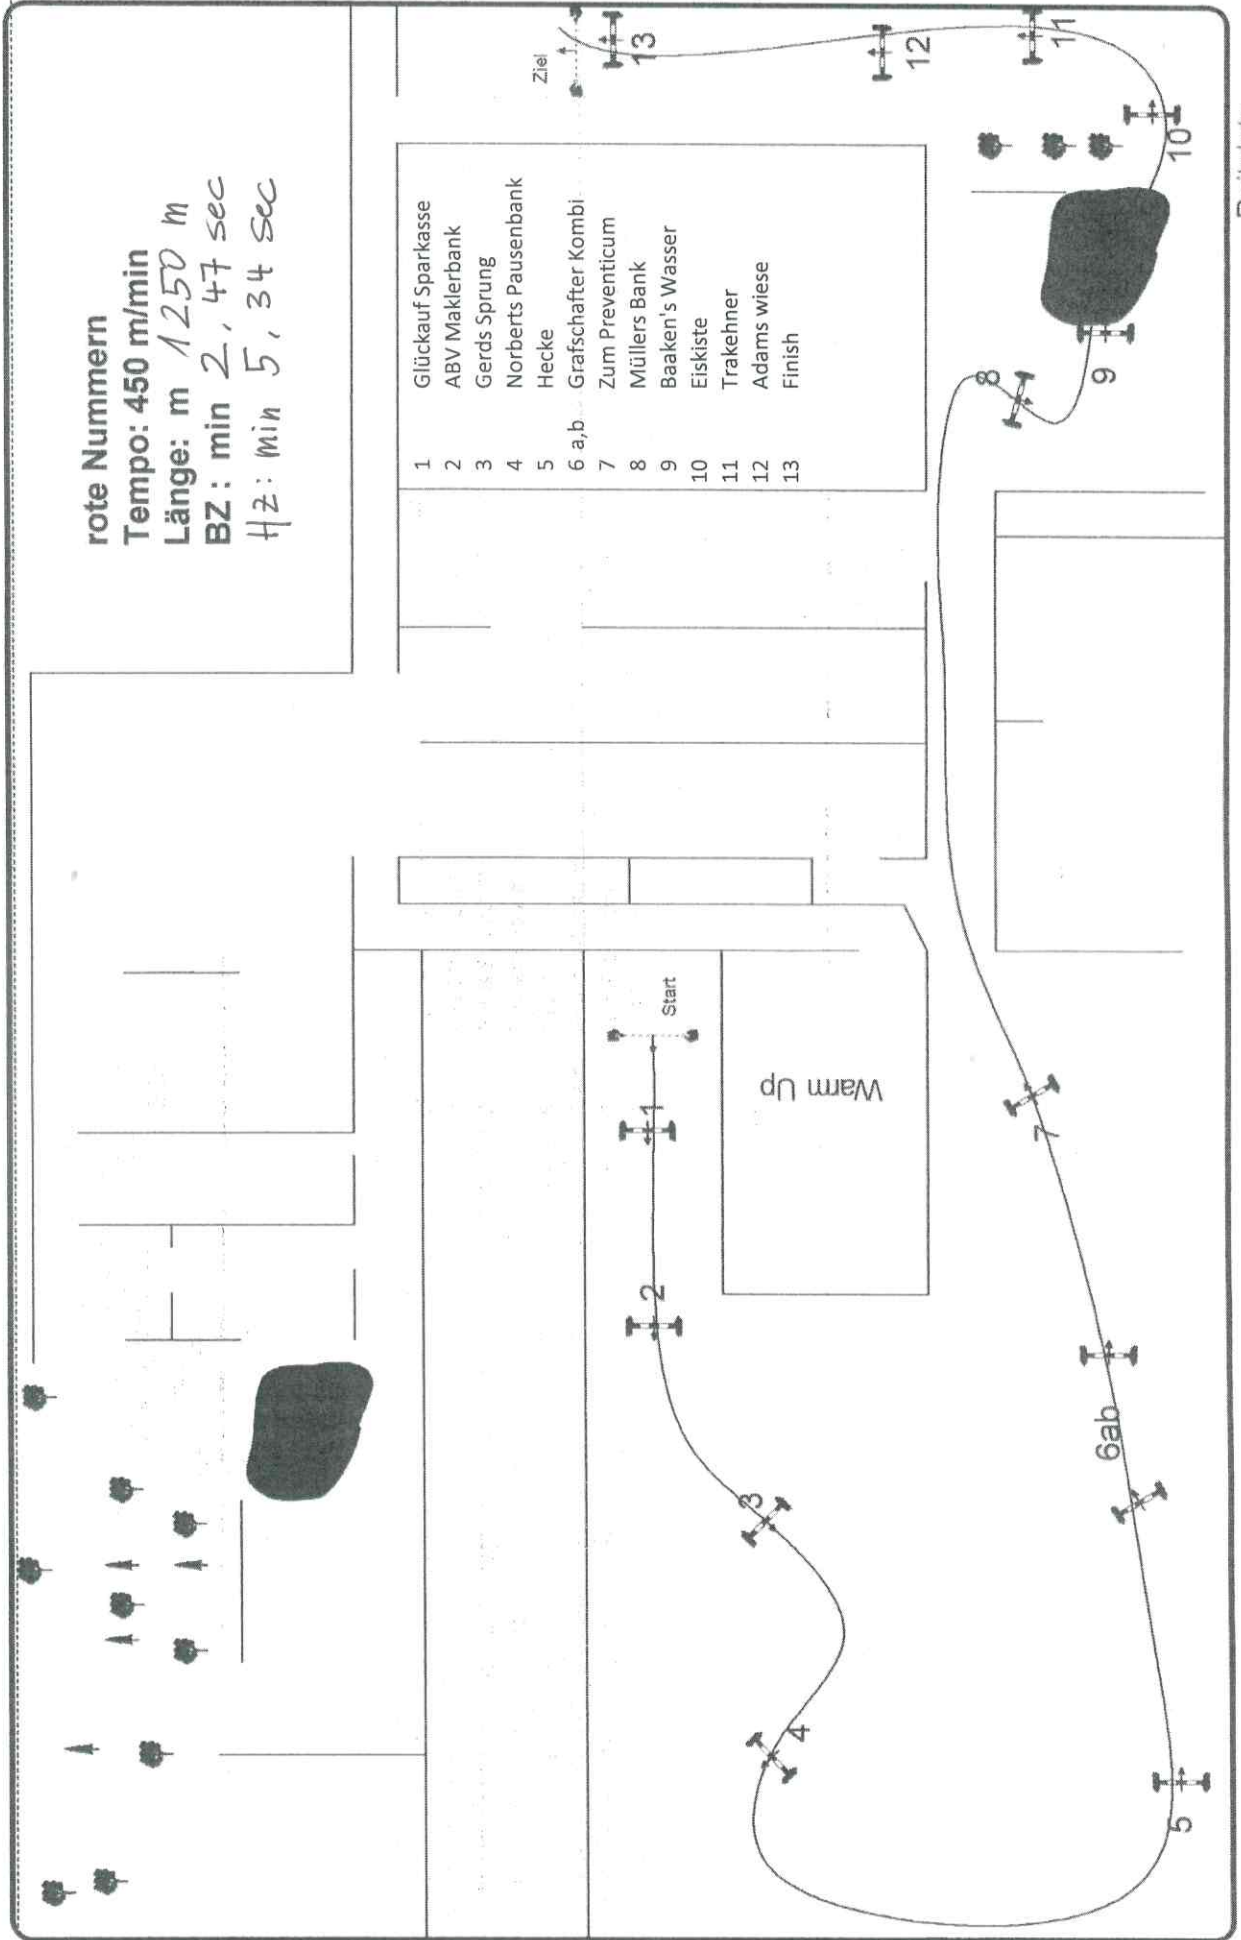 rote Nummern
Tempo: 450 m/min
Länge: m 1250 m
BZ : min 2,47 sec
Hz: min 5,34 sec
1 Glückauf Sparkasse
2 ABV Maklerbank
3 Gerds Sprung
4 Norberts Pausenbank
5 Hecke
6 a,b Grafschafter Kombi
7 Zum Preventicum
8 Müllers Bank
9 Baaken's Wasser
10 Eiskiste
11 Trakehner
12 Adams wiese
13 Finish
Ziel
13
12
11
10
9
8
Start
1
2
3
4
5
6ab
7
Warm Up